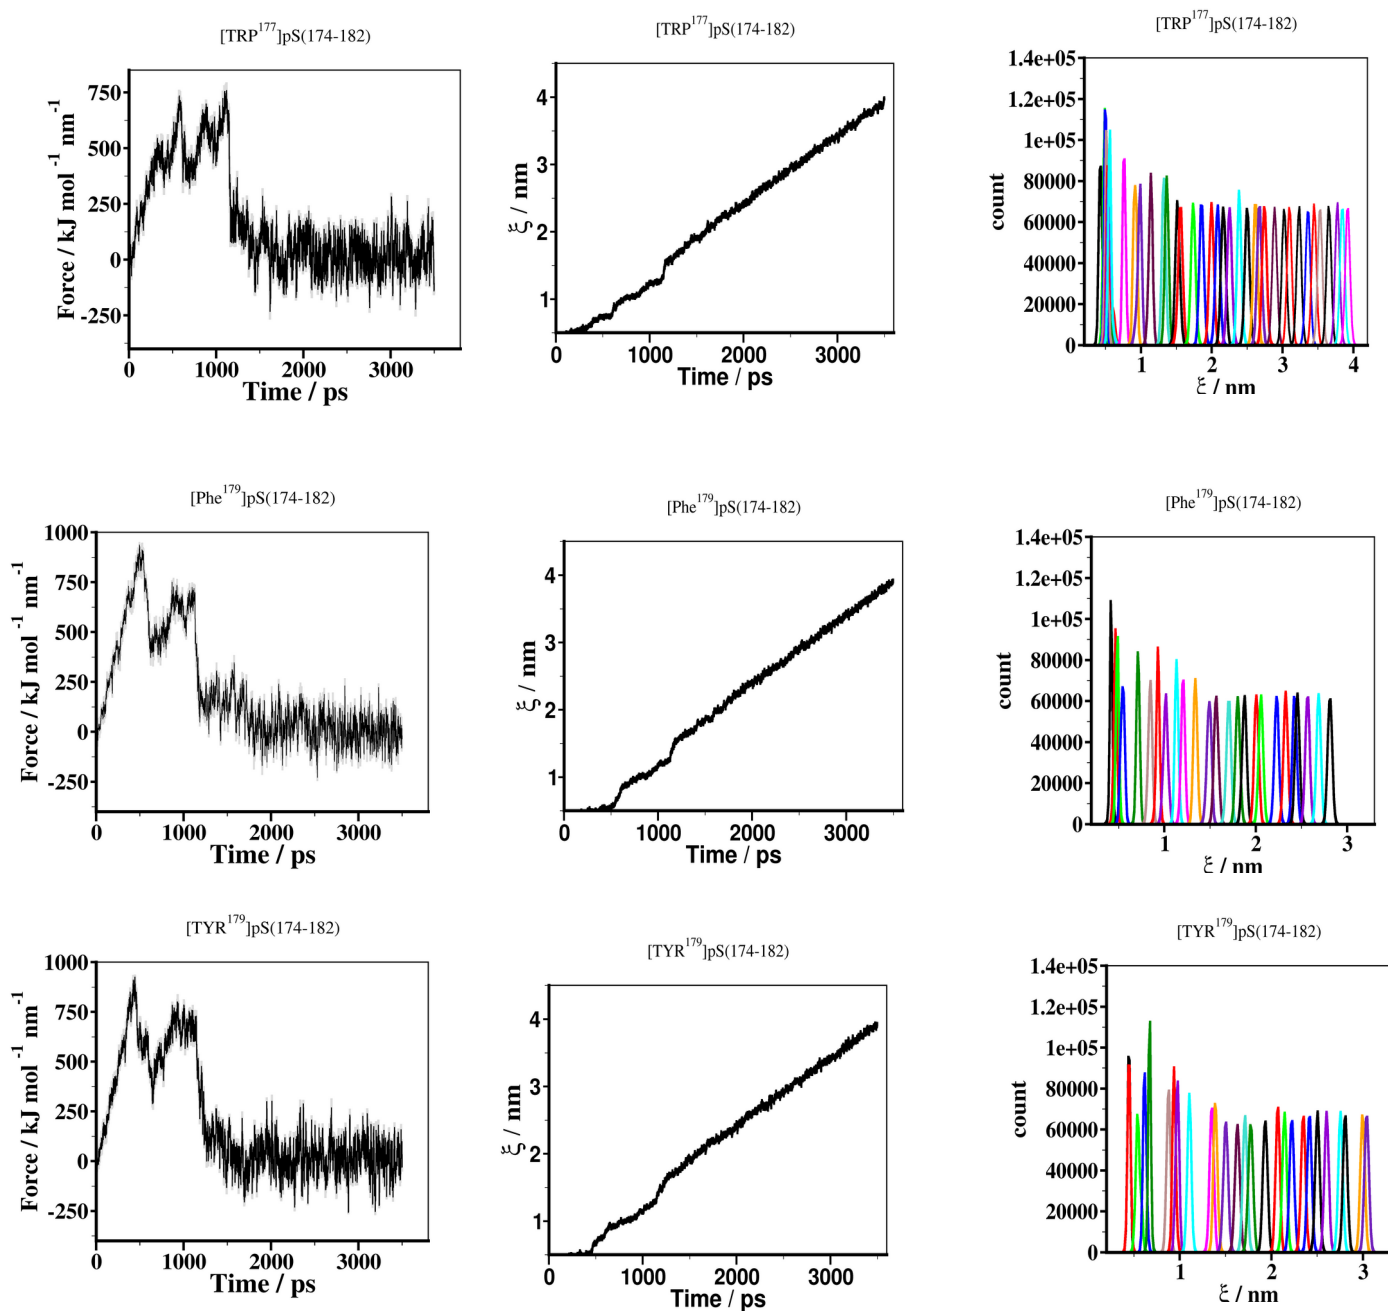 [TRP177]pS(174-182)
Force / kJ mol -1 nm-1
750
500
250
0
-250
0 1000 2000 3000
Time / ps
[TRP177]pS(174-182)
ξ / nm
4
3
2
1
0 1000 2000 3000
Time / ps
[TRP177]pS(174-182)
count
1.4e+05
1.2e+05
1e+05
80000
60000
40000
20000
0
1 2 3 4
ξ / nm
[Phe179]pS(174-182)
Force / kJ mol -1 nm-1
1000
750
500
250
0
-250
0 1000 2000 3000
Time / ps
[Phe179]pS(174-182)
ξ / nm
4
3
2
1
0 1000 2000 3000
Time / ps
[Phe179]pS(174-182)
count
1.4e+05
1.2e+05
1e+05
80000
60000
40000
20000
0
1 2 3
ξ / nm
[TYR179]pS(174-182)
Force / kJ mol -1 nm-1
1000
750
500
250
0
-250
0 1000 2000 3000
Time / ps
[TYR179]pS(174-182)
ξ / nm
4
3
2
1
0 1000 2000 3000
Time / ps
[TYR179]pS(174-182)
count
1.4e+05
1.2e+05
1e+05
80000
60000
40000
20000
0
1 2 3
ξ / nm